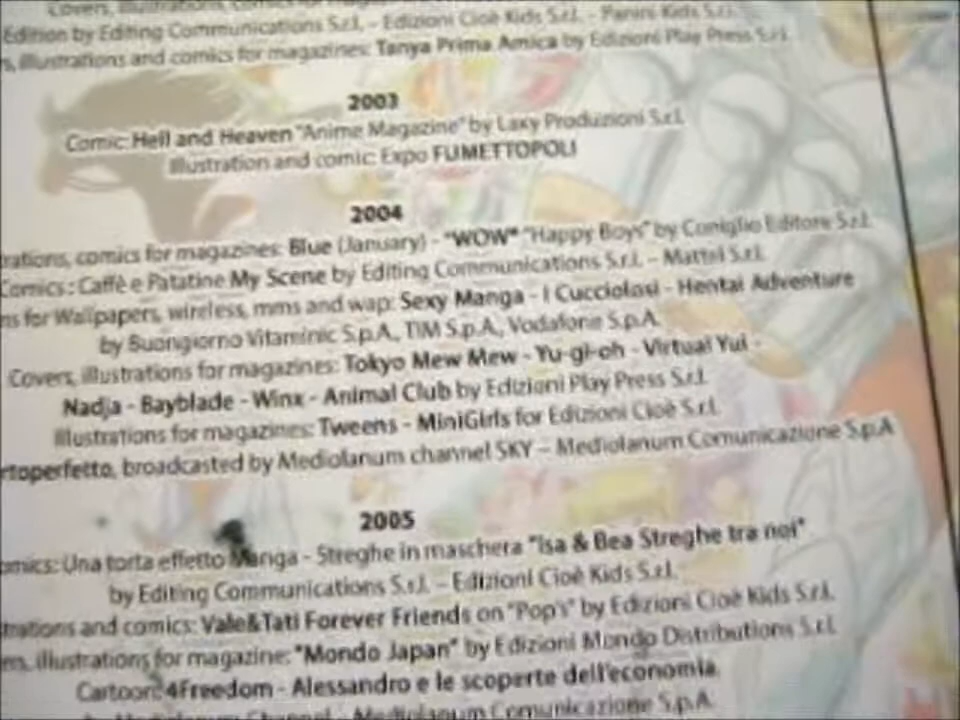 Covers, illustrations, comics for
Edition by Editing Communications S.r.l. – Edizioni Cioè Kids S.r.l. - Panini Kids S.r.l.
illustrations and comics for magazines: Tanya Prima Amica by Edizioni Play Press S.r.l.
2003
Comic: Hell and Heaven "Anime Magazine" by Laxy Produzioni S.r.l.
Illustration and comic: Expo FUMETTOPOLI
2004
rations, comics for magazines: Blue (January) - "WOW" "Happy Boys" by Coniglio Editore S.r.l.
Comics : Caffè e Patatine My Scene by Editing Communications S.r.l. – Mattel S.r.l.
ns for Wallpapers, wireless, mms and wap: Sexy Manga - I Cucciolosi - Hentai Adventure
by Buongiorno Vitaminic S.p.A., TIM S.p.A., Vodafone S.p.A.
Covers, illustrations for magazines: Tokyo Mew Mew - Yu-gi-oh - Virtual Yui -
Nadja - Bayblade - Winx - Animal Club by Edizioni Play Press S.r.l.
Illustrations for magazines: Tweens - MiniGirls for Edizioni Cioè S.r.l.
rtoperfetto, broadcasted by Mediolanum channel SKY – Mediolanum Comunicazione S.p.A
2005
omics: Una torta effetto Manga - Streghe in maschera "Isa & Bea Streghe tra noi"
by Editing Communications S.r.l. – Edizioni Cioè Kids S.r.l.
trations and comics: Vale&Tati Forever Friends on "Pop's" by Edizioni Cioè Kids S.r.l.
illustrations for magazine: "Mondo Japan" by Edizioni Mondo Distributions S.r.l.
Cartoon: 4Freedom - Alessandro e le scoperte dell'economia
by Mediolanum Channel - Mediolanum Comunicazione S.p.A.